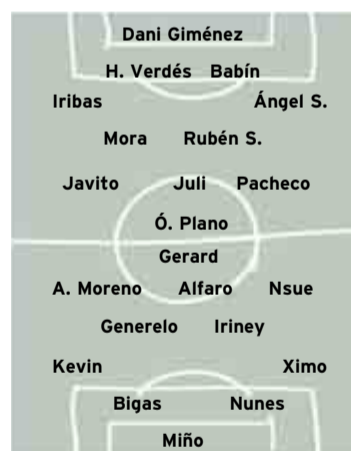 Dani Giménez
H. Verdés Babín
Iribas Ángel S.
Mora Rubén S.
Javito Juli Pacheco
Ó. Plano
Gerard
A. Moreno Alfaro Nsue
Generelo Iriney
Kevin Ximo
Bigas Nunes
Miño